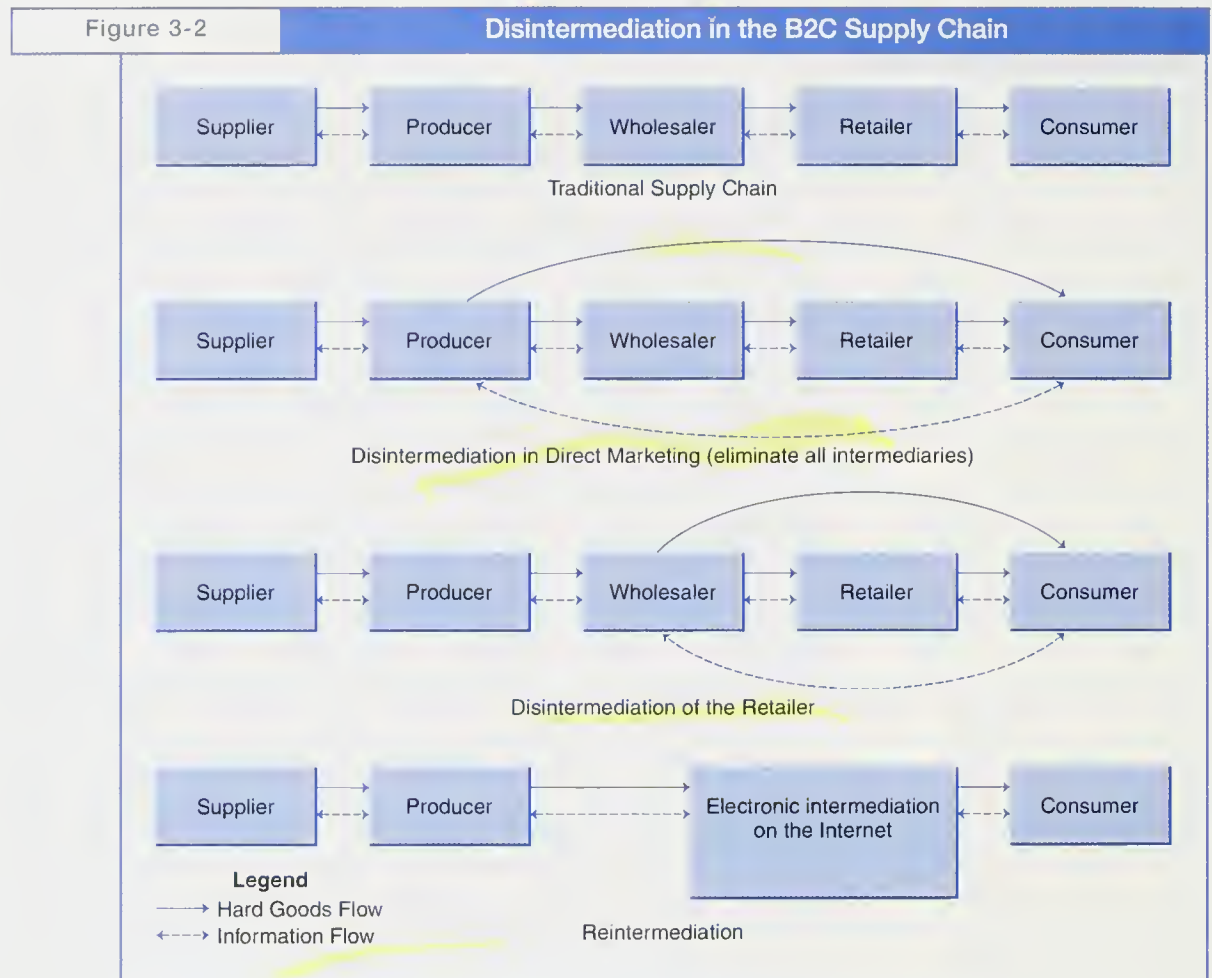 Figure 3-2
Disintermediation in the B2C Supply Chain
Supplier
Producer
Wholesaler
Retailer
Consumer
Traditional Supply Chain
Supplier
Producer
Wholesaler
Retailer
Consumer
Disintermediation in Direct Marketing (eliminate all intermediaries)
Supplier
Producer
Wholesaler
Retailer
Consumer
Disintermediation of the Retailer
Supplier
Producer
Electronic intermediation
on the Internet
Consumer
Legend
Hard Goods Flow
Information Flow
Reintermediation